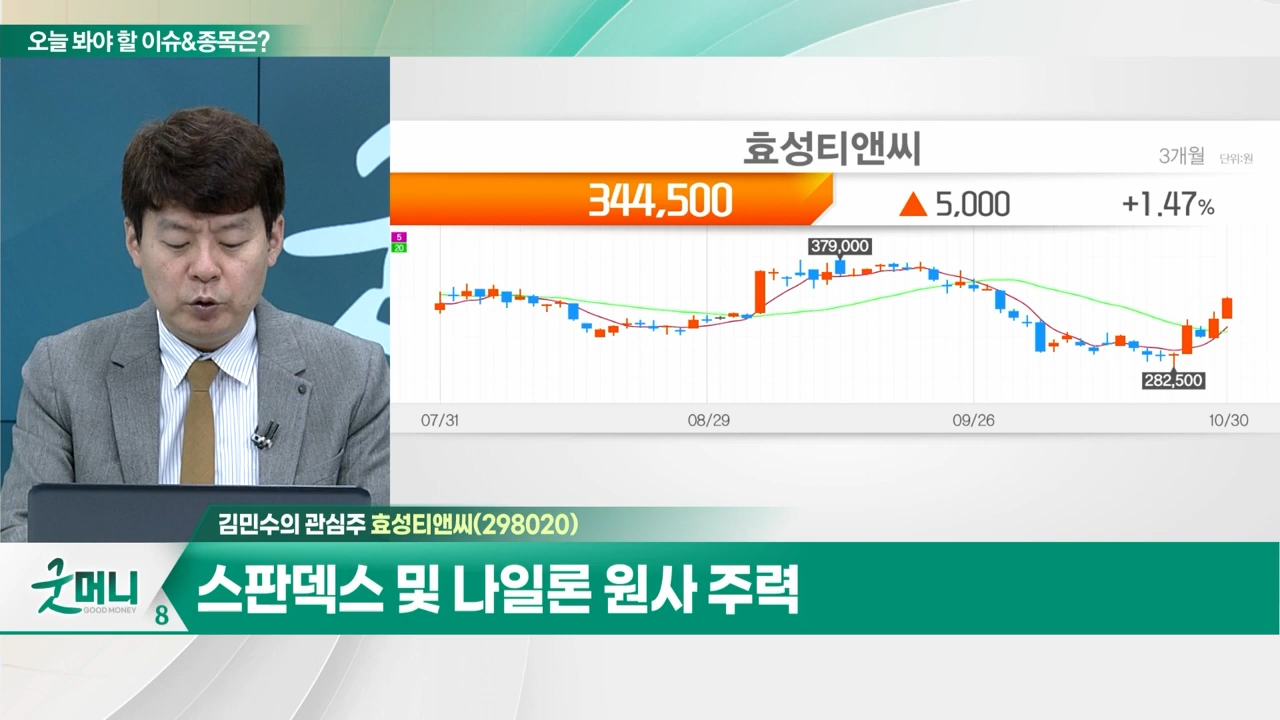 오늘 봐야 할 이슈&종목은?
효성티앤씨
3개월 단위:원
344,500 ▲ 5,000 +1.47%
5
20
379,000
282,500
07/31 08/29 09/26 10/30
김민수의 관심주 효성티앤씨(298020)
굿머니
GOOD MONEY
8
스판덱스 및 나일론 원사 주력